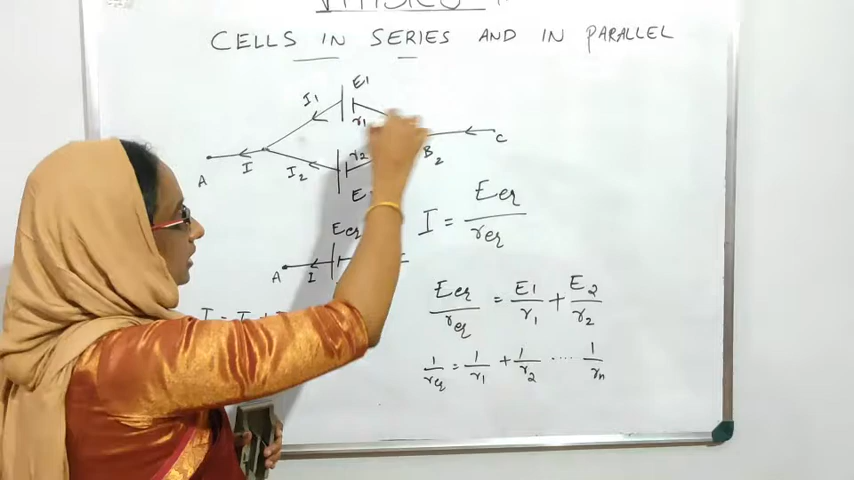 CELLS IN SERIES AND IN PARALLEL
E1
I1
r1
C
B2
A
I
I2
r2
E
I = Eeq/req
Eeq
A
I
Eeq/req = E1/r1 + E2/r2
1/req = 1/r1 + 1/r2 .... 1/rn